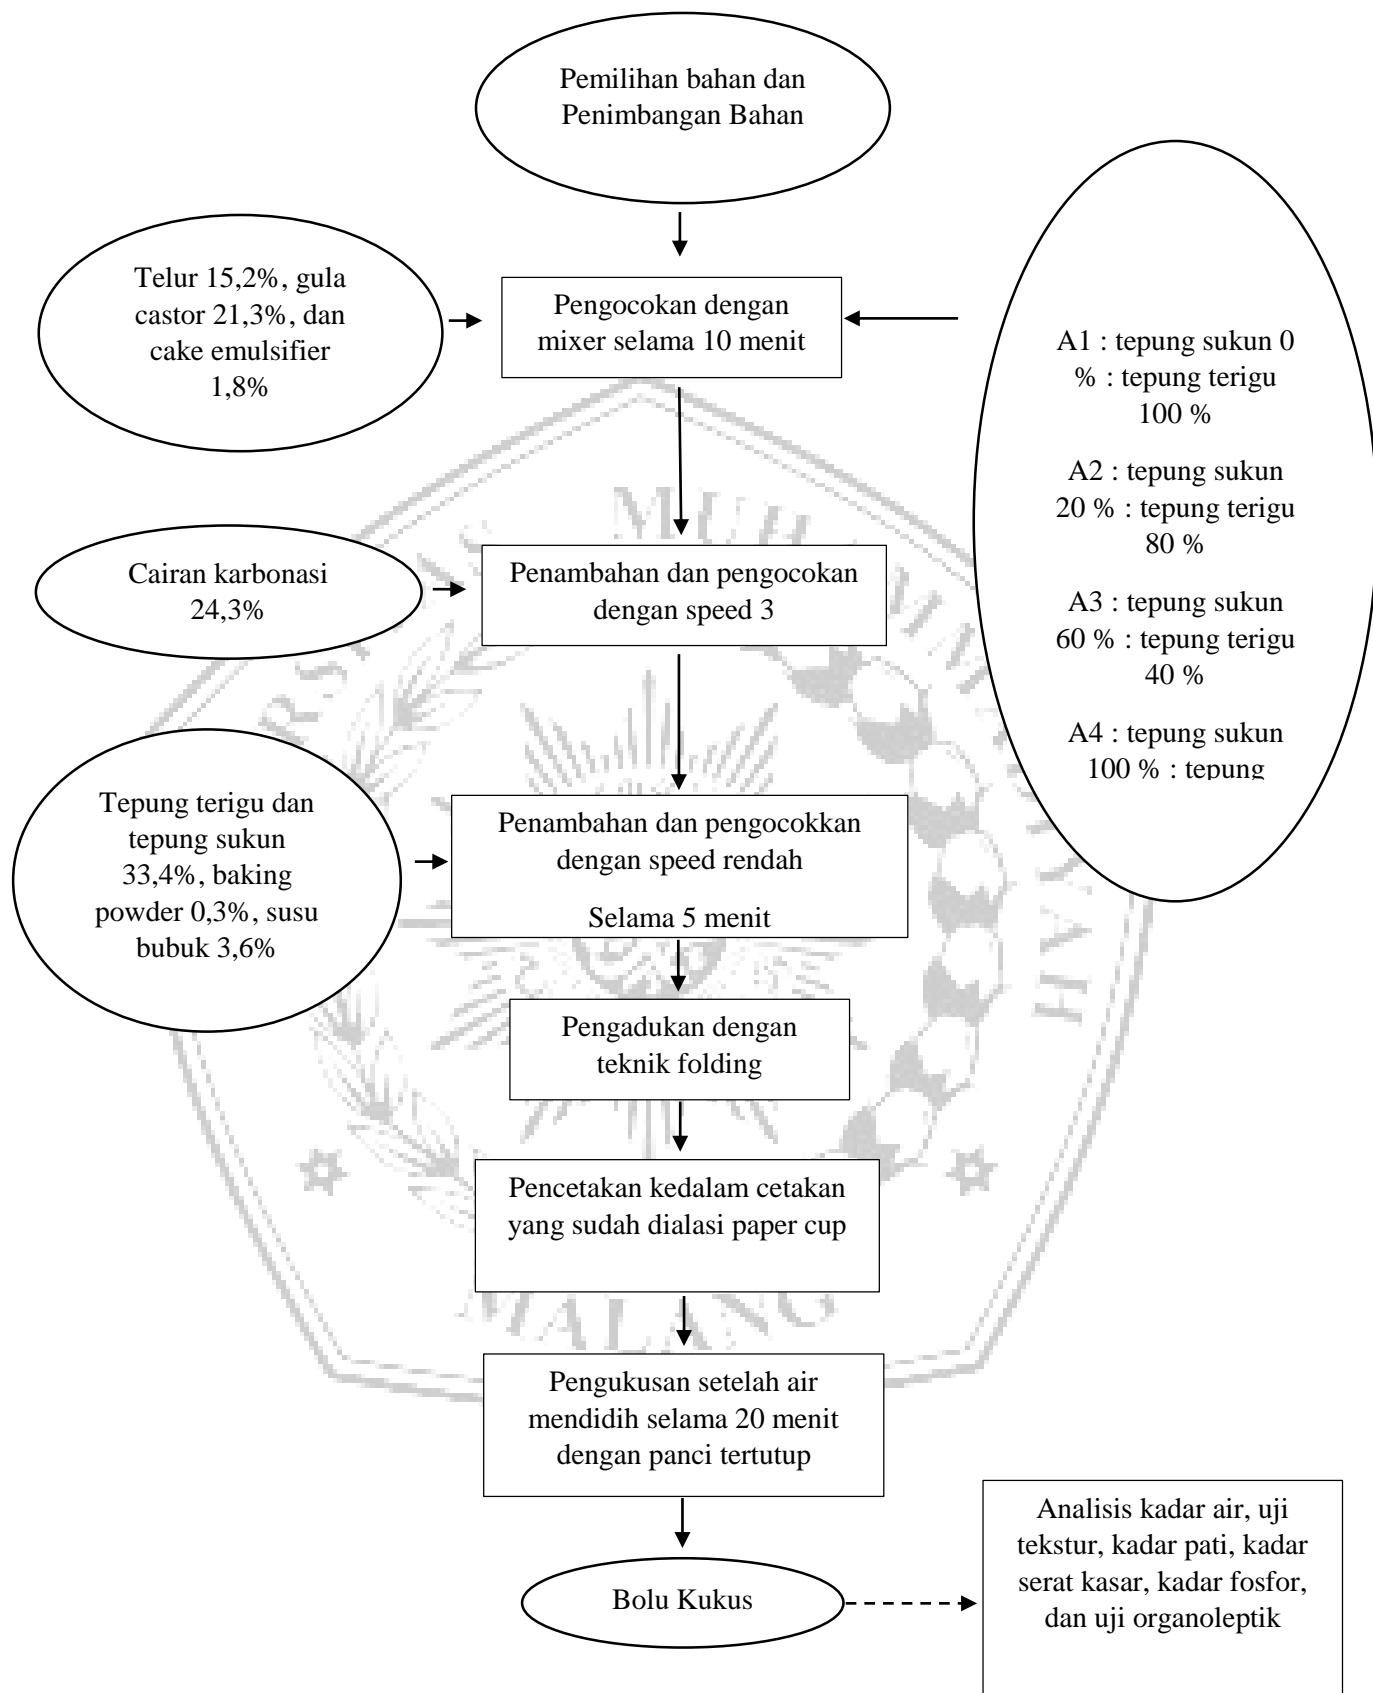 Pemilihan bahan dan
Penimbangan Bahan
Telur 15,2%, gula
castor 21,3%, dan
cake emulsifier
1,8%
Pengocokan dengan
mixer selama 10 menit
A1 : tepung sukun 0
% : tepung terigu
100 %
A2 : tepung sukun
20 % : tepung terigu
80 %
A3 : tepung sukun
60 % : tepung terigu
40 %
A4 : tepung sukun
100 % : tepung
Cairan karbonasi
24,3%
Penambahan dan pengocokan
dengan speed 3
Tepung terigu dan
tepung sukun
33,4%, baking
powder 0,3%, susu
bubuk 3,6%
Penambahan dan pengocokkan
dengan speed rendah
Selama 5 menit
Pengadukan dengan
teknik folding
Pencetakan kedalam cetakan
yang sudah dialasi paper cup
MALANG
Pengukusan setelah air
mendidih selama 20 menit
dengan panci tertutup
Bolu Kukus
Analisis kadar air, uji
tekstur, kadar pati, kadar
serat kasar, kadar fosfor,
dan uji organoleptik